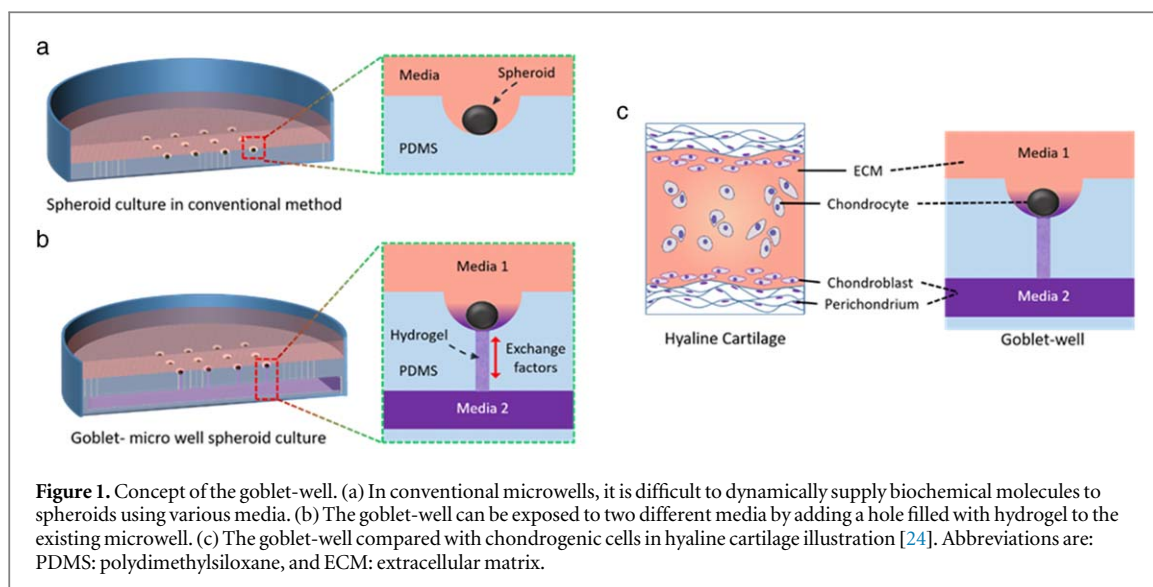 a
Media
Spheroid
PDMS
Spheroid culture in conventional method
b
Media 1
Hydrogel
Exchange
factors
PDMS
Media 2
Goblet- micro well spheroid culture
c
Media 1
ECM
Chondrocyte
Chondroblast
Perichondrium
Media 2
Hyaline Cartilage
Goblet-well
Figure 1. Concept of the goblet-well. (a) In conventional microwells, it is difficult to dynamically supply biochemical molecules to
spheroids using various media. (b) The goblet-well can be exposed to two different media by adding a hole filled with hydrogel to the
existing microwell. (c) The goblet-well compared with chondrogenic cells in hyaline cartilage illustration [24]. Abbreviations are:
PDMS: polydimethylsiloxane, and ECM: extracellular matrix.